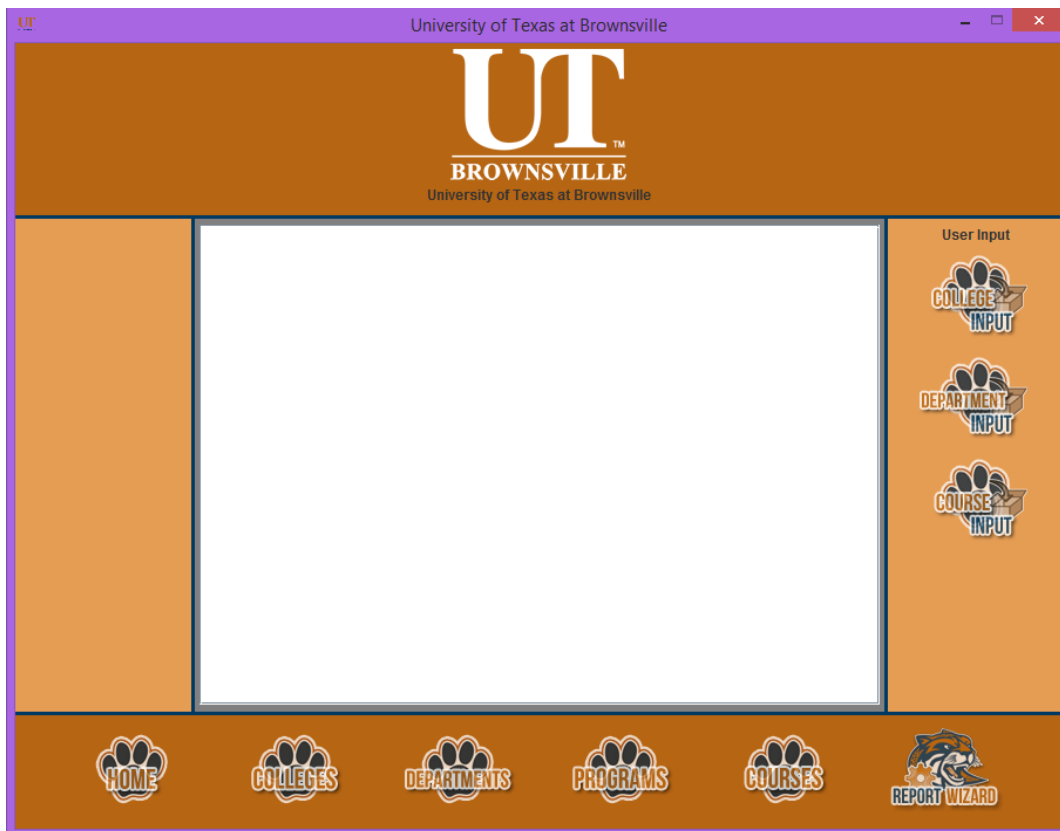 UT
University of Texas at Brownsville
UT
TM
BROWNSVILLE
University of Texas at Brownsville
User Input
COLLEGE
INPUT
DEPARTMENT
INPUT
COURSE
INPUT
HOME
COLLEGES
DEPARTMENTS
PROGRAMS
COURSES
REPORT WIZARD